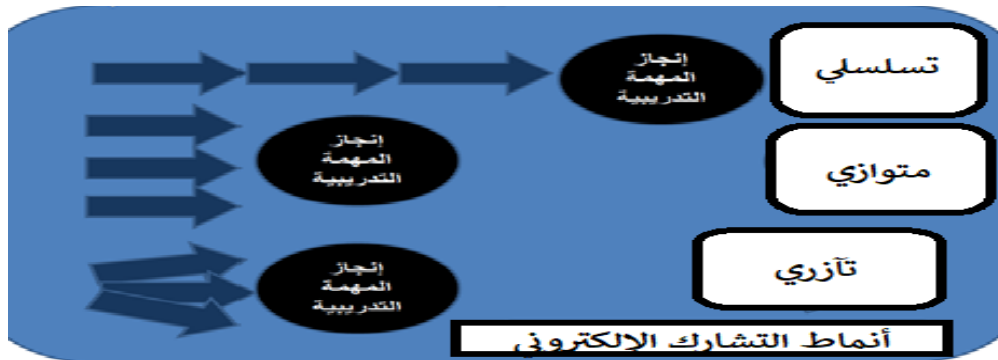 تسلسلي
إنجاز
المهمة
التدريبية
متوازي
إنجاز
المهمة
التدريبية
تآزري
إنجاز
المهمة
التدريبية
أنماط التشارك الإلكتروني